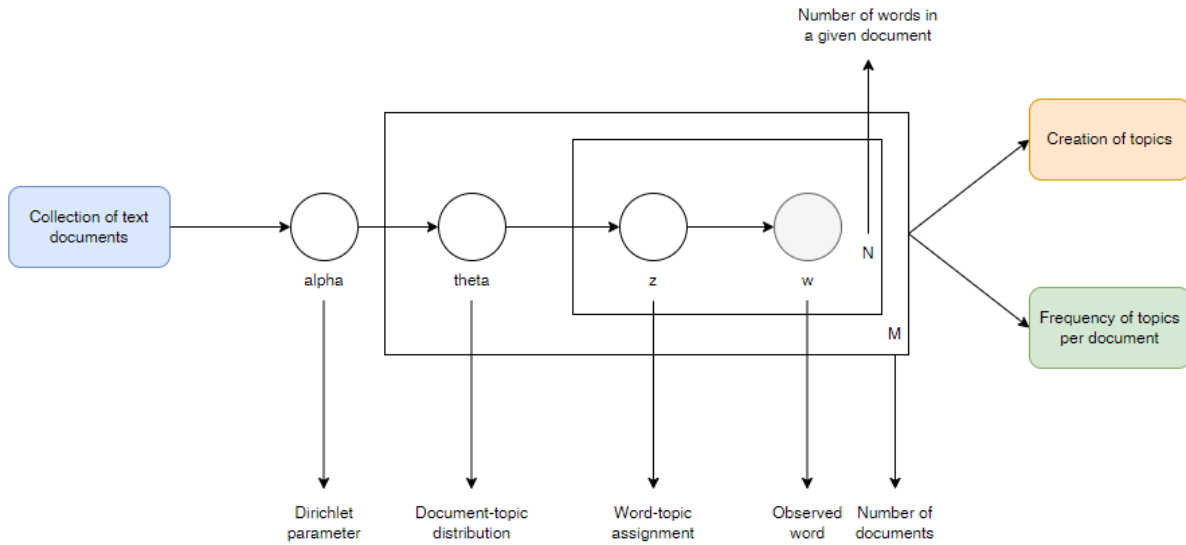 Number of words in
a given document
Creation of topics
Collection of text
documents
alpha
theta
z
w
N
M
Frequency of topics
per document
Dirichlet
parameter
Document-topic
distribution
Word-topic
assignment
Observed
word
Number of
documents